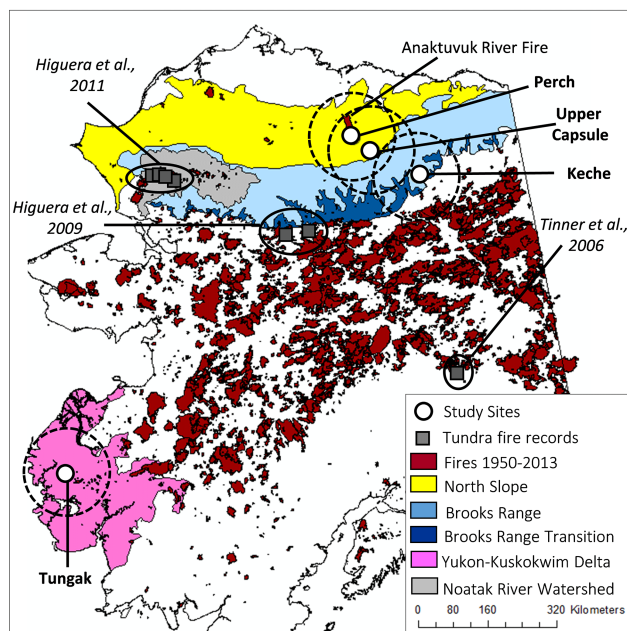 Anaktuvuk River Fire
Higuera et al.,
2011
Perch
Upper
Capsule
Keche
Higuera et al.,
2009
Tinner et al.,
2006
Tungak
Study Sites
Tundra fire records
Fires 1950-2013
North Slope
Brooks Range
Brooks Range Transition
Yukon-Kuskokwim Delta
Noatak River Watershed
0 80 160 320 Kilometers